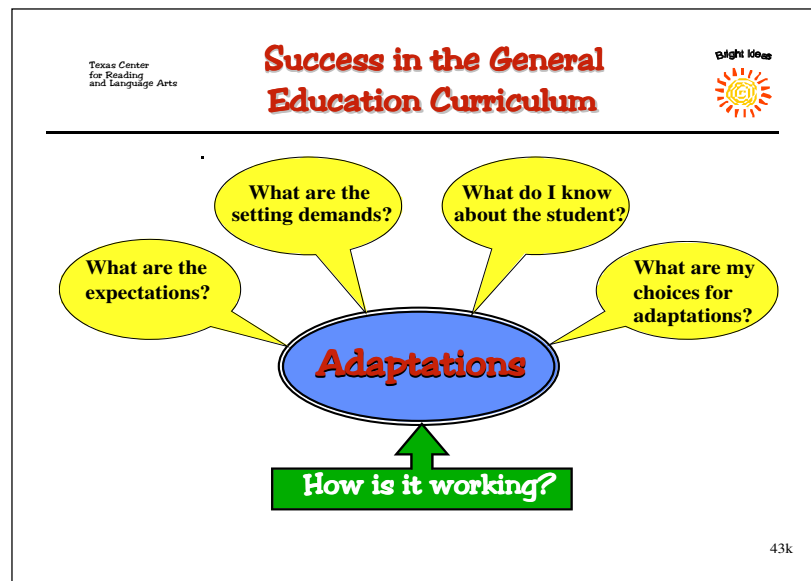 Texas Center
for Reading
and Language Arts
Success in the General
Education Curriculum
Bright Ideas
What are the
setting demands?
What do I know
about the student?
What are the
expectations?
What are my
choices for
adaptations?
Adaptations
How is it working?
43k